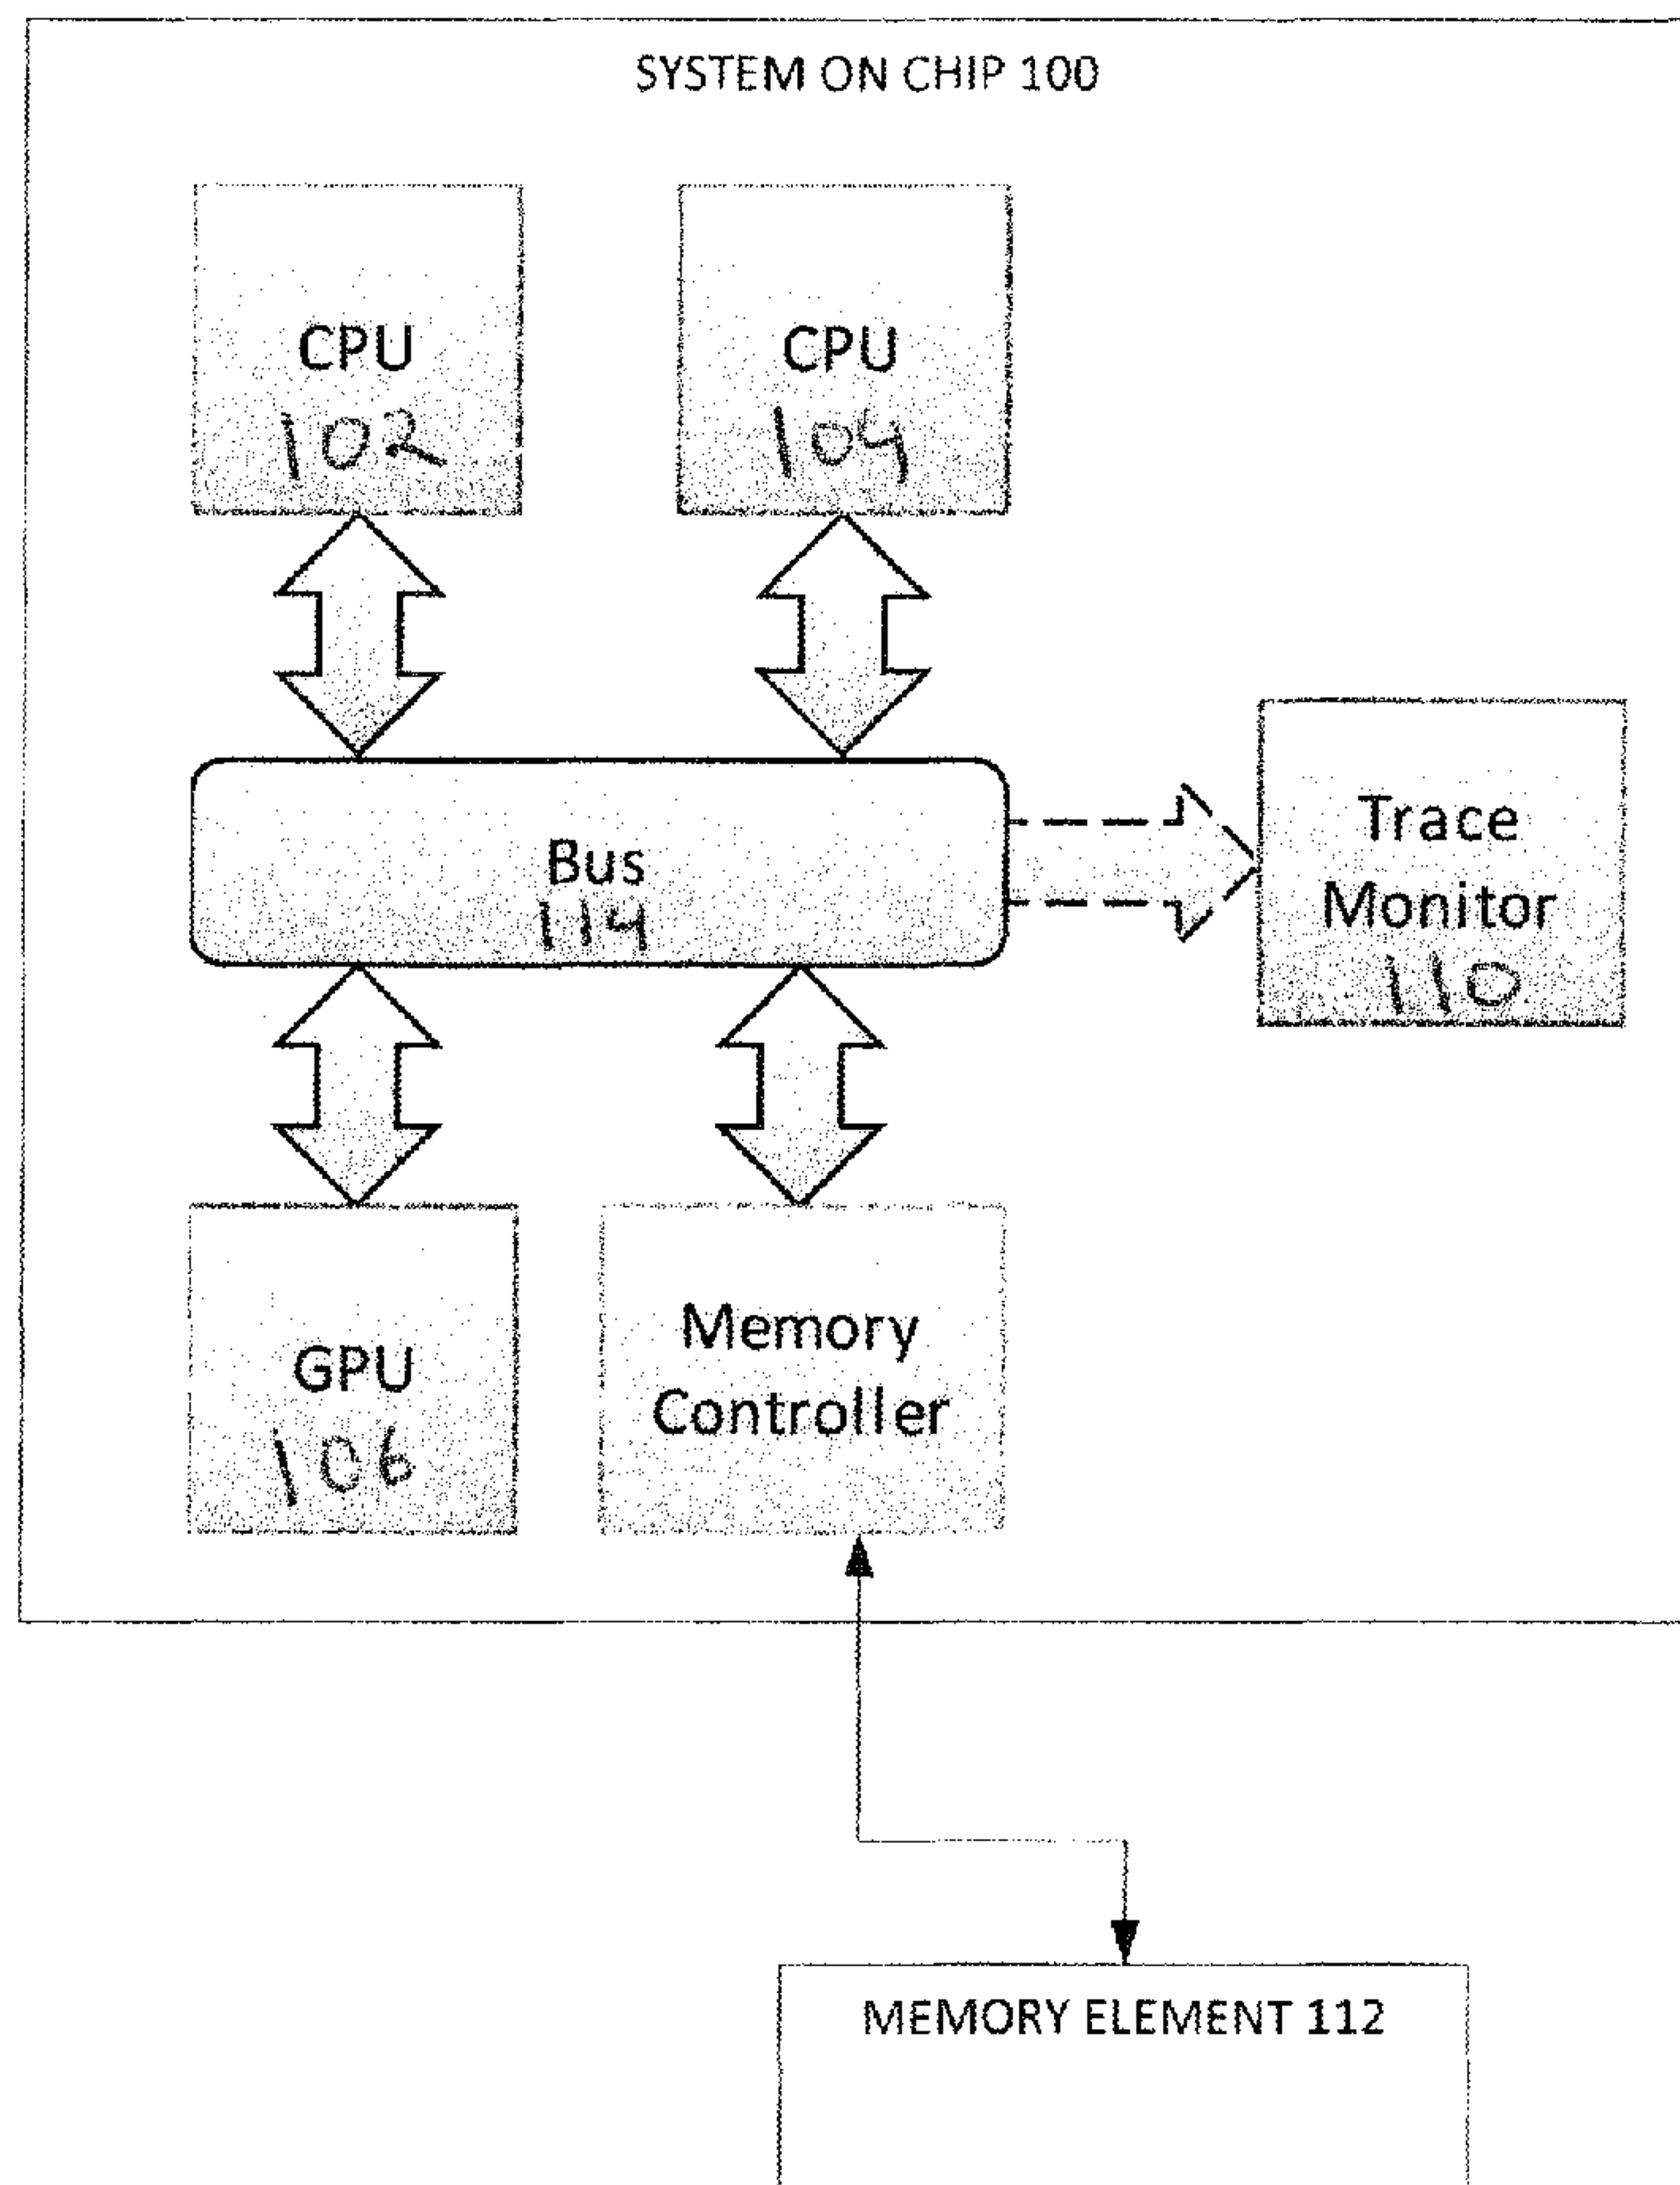 SYSTEM ON CHIP 100
CPU
102
CPU
104
Bus
114
Trace
Monitor
110
GPU
106
Memory
Controller
MEMORY ELEMENT 112